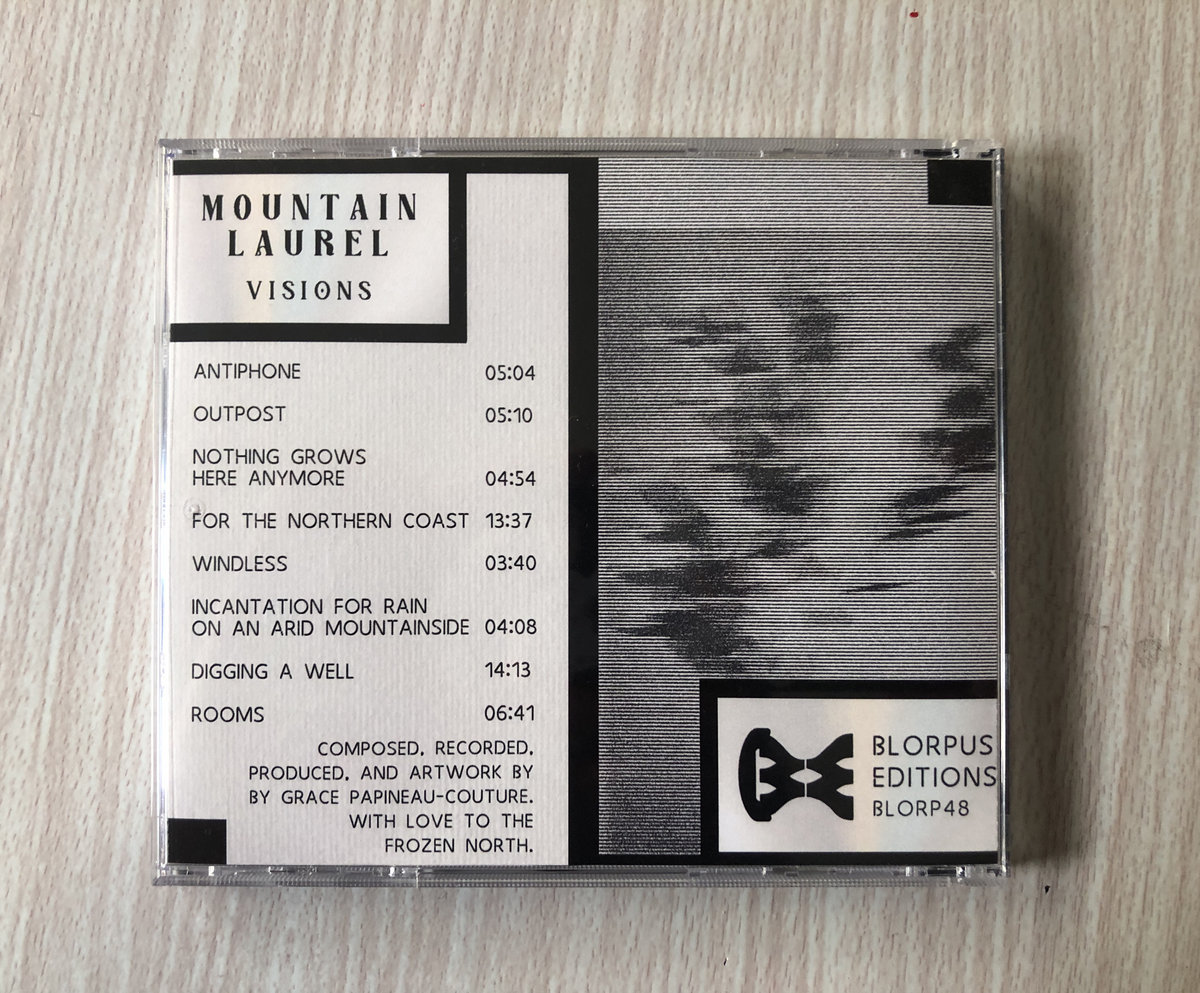 MOUNTAIN
LAUREL
VISIONS
ANTIPHONE 05:04
OUTPOST 05:10
NOTHING GROWS
HERE ANYMORE 04:54
FOR THE NORTHERN COAST 13:37
WINDLESS 03:40
INCANTATION FOR RAIN
ON AN ARID MOUNTAINSIDE 04:08
DIGGING A WELL 14:13
ROOMS 06:41
COMPOSED, RECORDED,
PRODUCED, AND ARTWORK BY
BY GRACE PAPINEAU-COUTURE.
WITH LOVE TO THE
FROZEN NORTH.
BLORPUS
EDITIONS
BLORP48